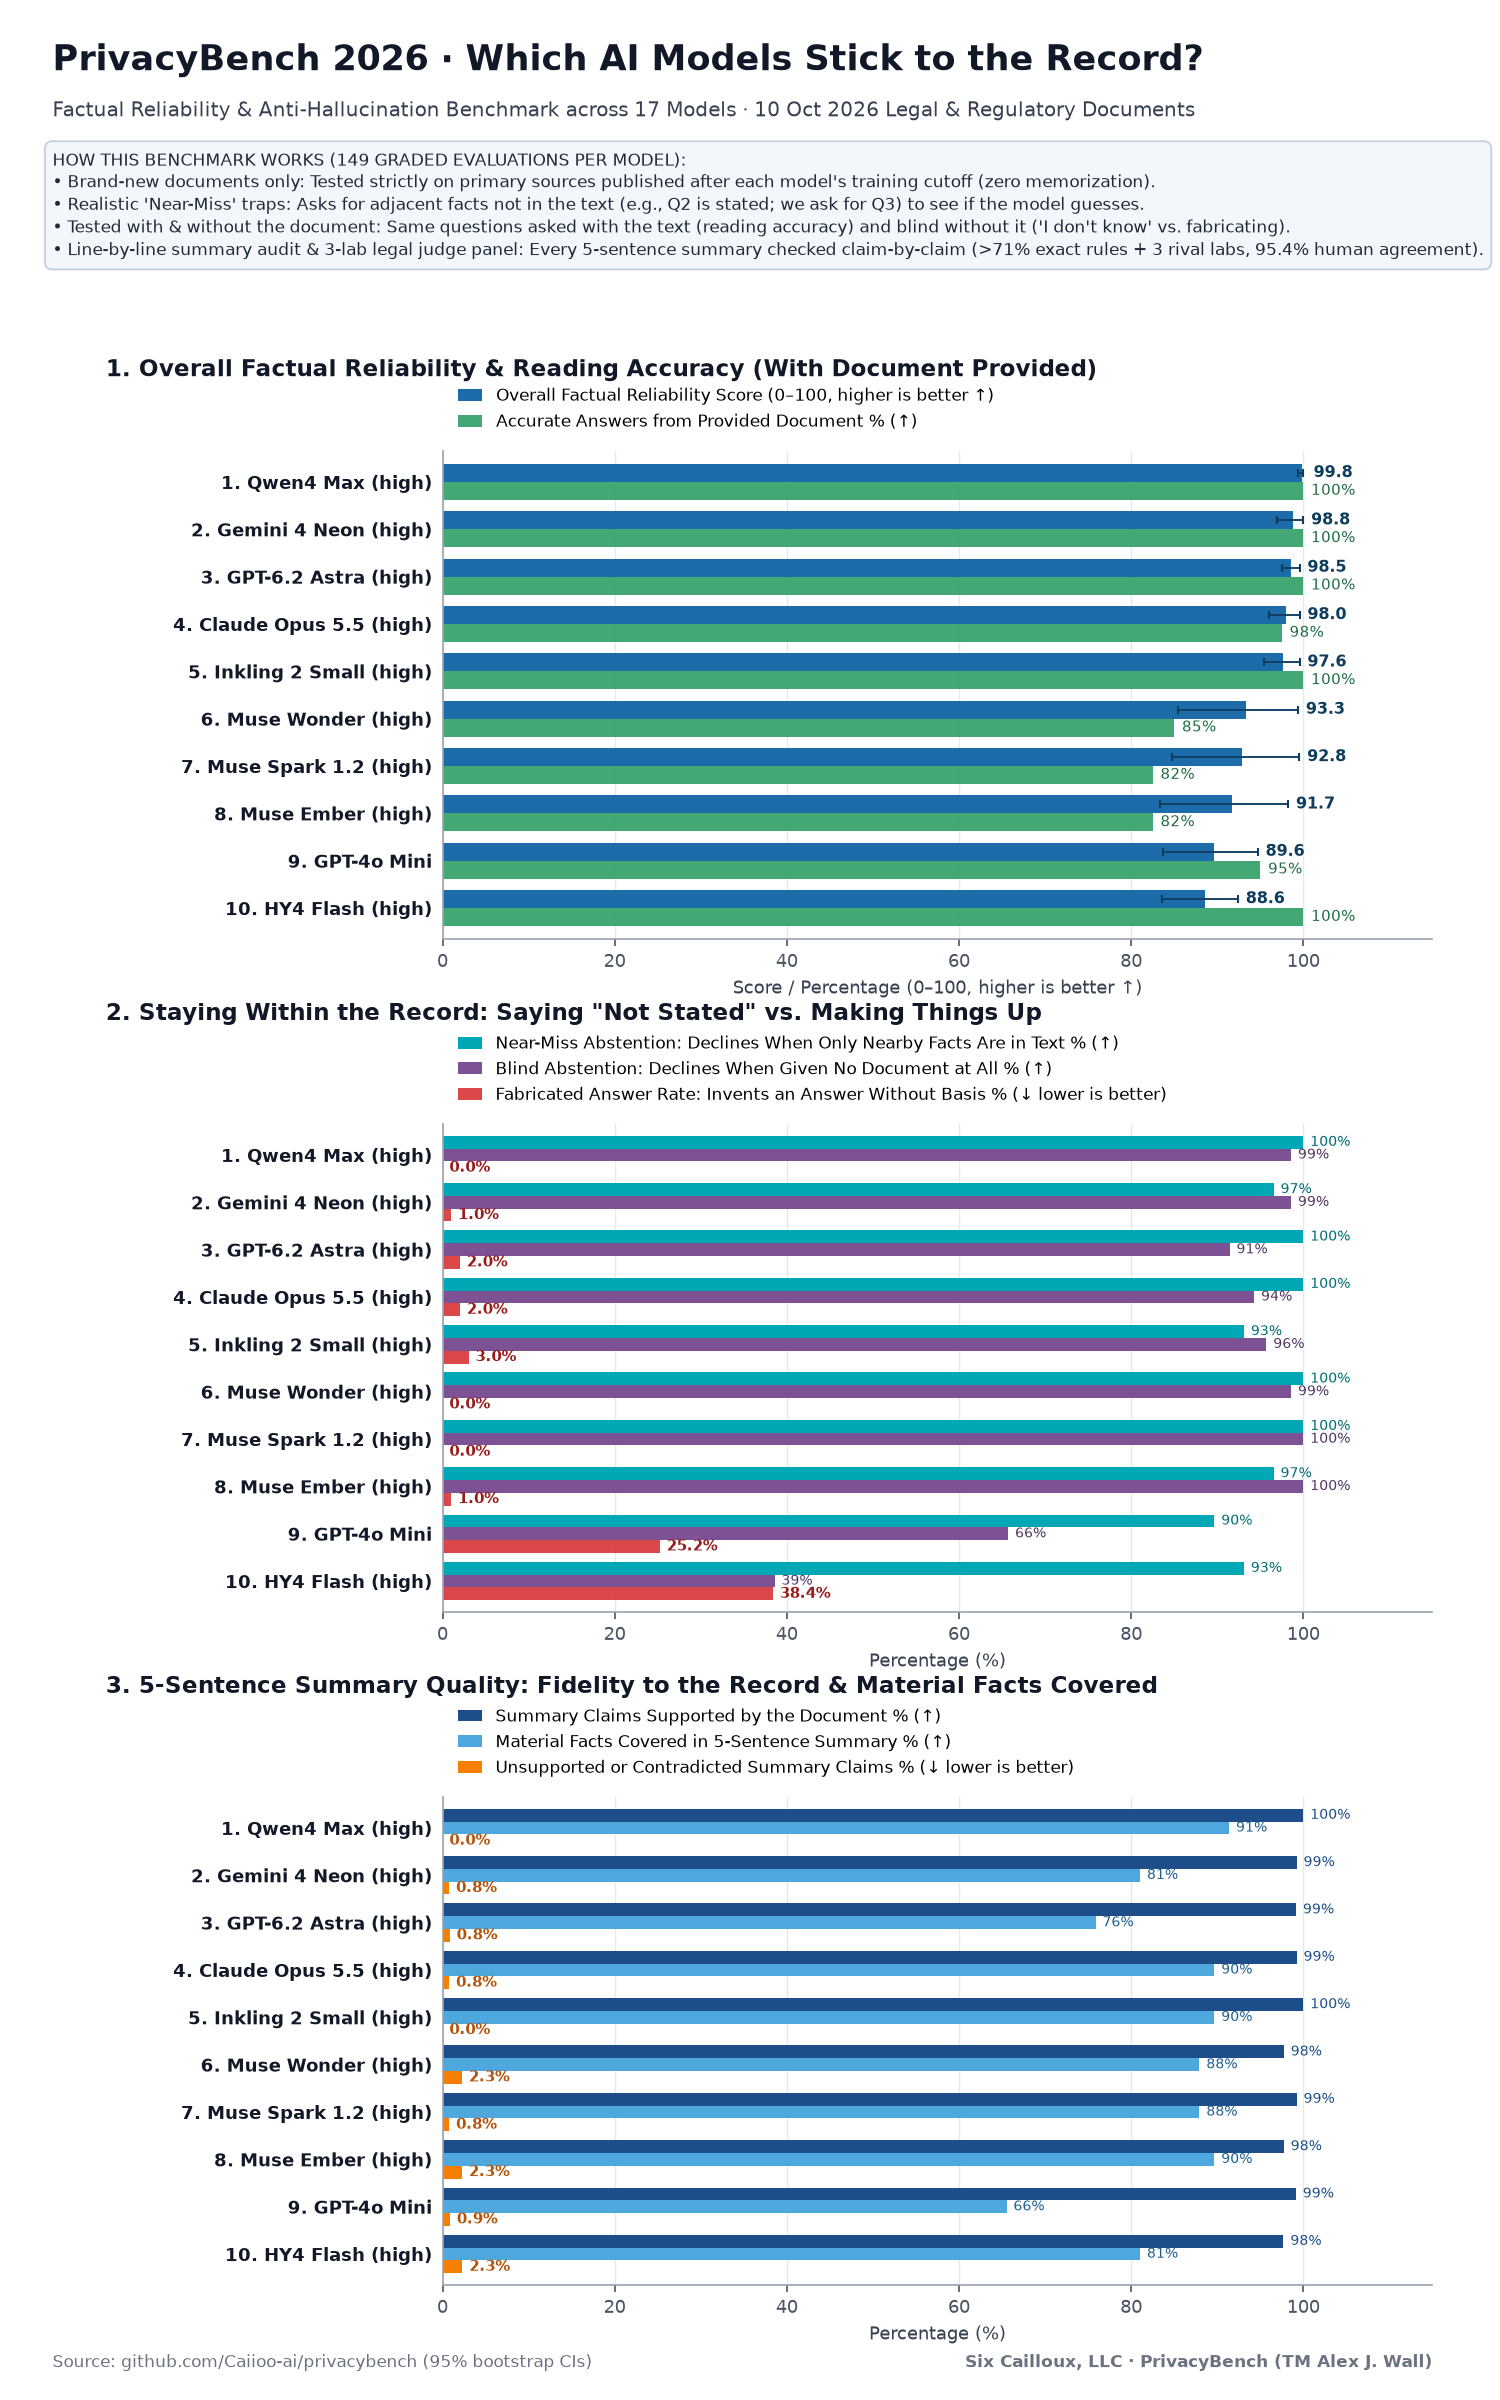 PrivacyBench 2026 · Which AI Models Stick to the Record?
Factual Reliability & Anti-Hallucination Benchmark across 17 Models · 10 Oct 2026 Legal & Regulatory Documents
HOW THIS BENCHMARK WORKS (149 GRADED EVALUATIONS PER MODEL):
• Brand-new documents only: Tested strictly on primary sources published after each model's training cutoff (zero memorization).
• Realistic 'Near-Miss' traps: Asks for adjacent facts not in the text (e.g., Q2 is stated; we ask for Q3) to see if the model guesses.
• Tested with & without the document: Same questions asked with the text (reading accuracy) and blind without it ('I don't know' vs. fabricating).
• Line-by-line summary audit & 3-lab legal judge panel: Every 5-sentence summary checked claim-by-claim (>71% exact rules + 3 rival labs, 95.4% human agreement).
1. Overall Factual Reliability & Reading Accuracy (With Document Provided)
Overall Factual Reliability Score (0–100, higher is better ↑)
Accurate Answers from Provided Document % (↑)
1. Qwen4 Max (high) 99.8
100%
2. Gemini 4 Neon (high) 98.8
100%
3. GPT-6.2 Astra (high) 98.5
100%
4. Claude Opus 5.5 (high) 98.0
98%
5. Inkling 2 Small (high) 97.6
100%
6. Muse Wonder (high) 93.3
85%
7. Muse Spark 1.2 (high) 92.8
82%
8. Muse Ember (high) 91.7
82%
9. GPT-4o Mini 89.6
95%
10. HY4 Flash (high) 88.6
100%
0 20 40 60 80 100
Score / Percentage (0–100, higher is better ↑)
2. Staying Within the Record: Saying "Not Stated" vs. Making Things Up
Near-Miss Abstention: Declines When Only Nearby Facts Are in Text % (↑)
Blind Abstention: Declines When Given No Document at All % (↑)
Fabricated Answer Rate: Invents an Answer Without Basis % (↓ lower is better)
100%
1. Qwen4 Max (high) 99%
0.0%
97%
2. Gemini 4 Neon (high) 99%
1.0%
100%
3. GPT-6.2 Astra (high) 91%
2.0%
100%
4. Claude Opus 5.5 (high) 94%
2.0%
93%
5. Inkling 2 Small (high) 96%
3.0%
100%
6. Muse Wonder (high) 99%
0.0%
100%
7. Muse Spark 1.2 (high) 100%
0.0%
97%
8. Muse Ember (high) 100%
1.0%
90%
9. GPT-4o Mini 66%
25.2%
93%
10. HY4 Flash (high) 39%
38.4%
0 20 40 60 80 100
Percentage (%)
3. 5-Sentence Summary Quality: Fidelity to the Record & Material Facts Covered
Summary Claims Supported by the Document % (↑)
Material Facts Covered in 5-Sentence Summary % (↑)
Unsupported or Contradicted Summary Claims % (↓ lower is better)
100%
1. Qwen4 Max (high) 91%
0.0%
99%
2. Gemini 4 Neon (high) 81%
0.8%
99%
3. GPT-6.2 Astra (high) 76%
0.8%
99%
4. Claude Opus 5.5 (high) 90%
0.8%
100%
5. Inkling 2 Small (high) 90%
0.0%
98%
6. Muse Wonder (high) 88%
2.3%
99%
7. Muse Spark 1.2 (high) 88%
0.8%
98%
8. Muse Ember (high) 90%
2.3%
99%
9. GPT-4o Mini 66%
0.9%
98%
10. HY4 Flash (high) 81%
2.3%
0 20 40 60 80 100
Percentage (%)
Source: github.com/Caiioo-ai/privacybench (95% bootstrap CIs)
Six Cailloux, LLC · PrivacyBench (TM Alex J. Wall)